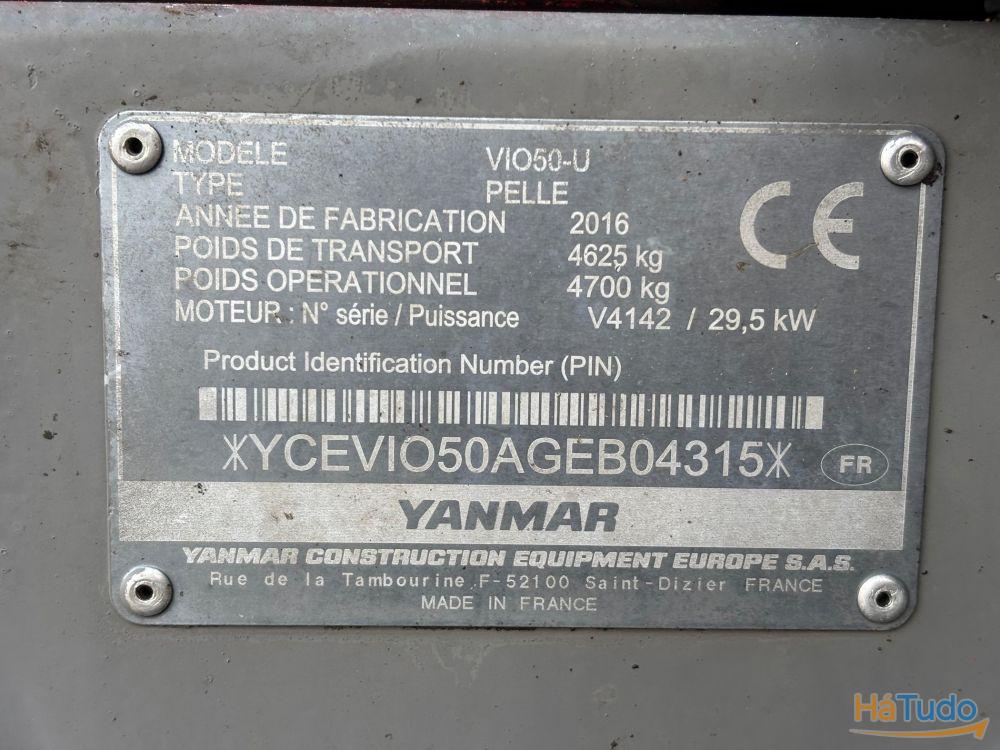 MODELE VIO50-U
TYPE PELLE
ANNEE DE FABRICATION 2016
POIDS DE TRANSPORT 4625 kg
POIDS OPERATIONNEL 4700 kg
MOTEUR : N° série / Puissance V4142 / 29,5 kW
CE
Product Identification Number (PIN)
*YCEVIO50AGEB04315*
FR
YANMAR
YANMAR CONSTRUCTION EQUIPMENT EUROPE S.A.S.
Rue de la Tambourine F-52100 Saint-Dizier FRANCE
MADE IN FRANCE
HáTudo